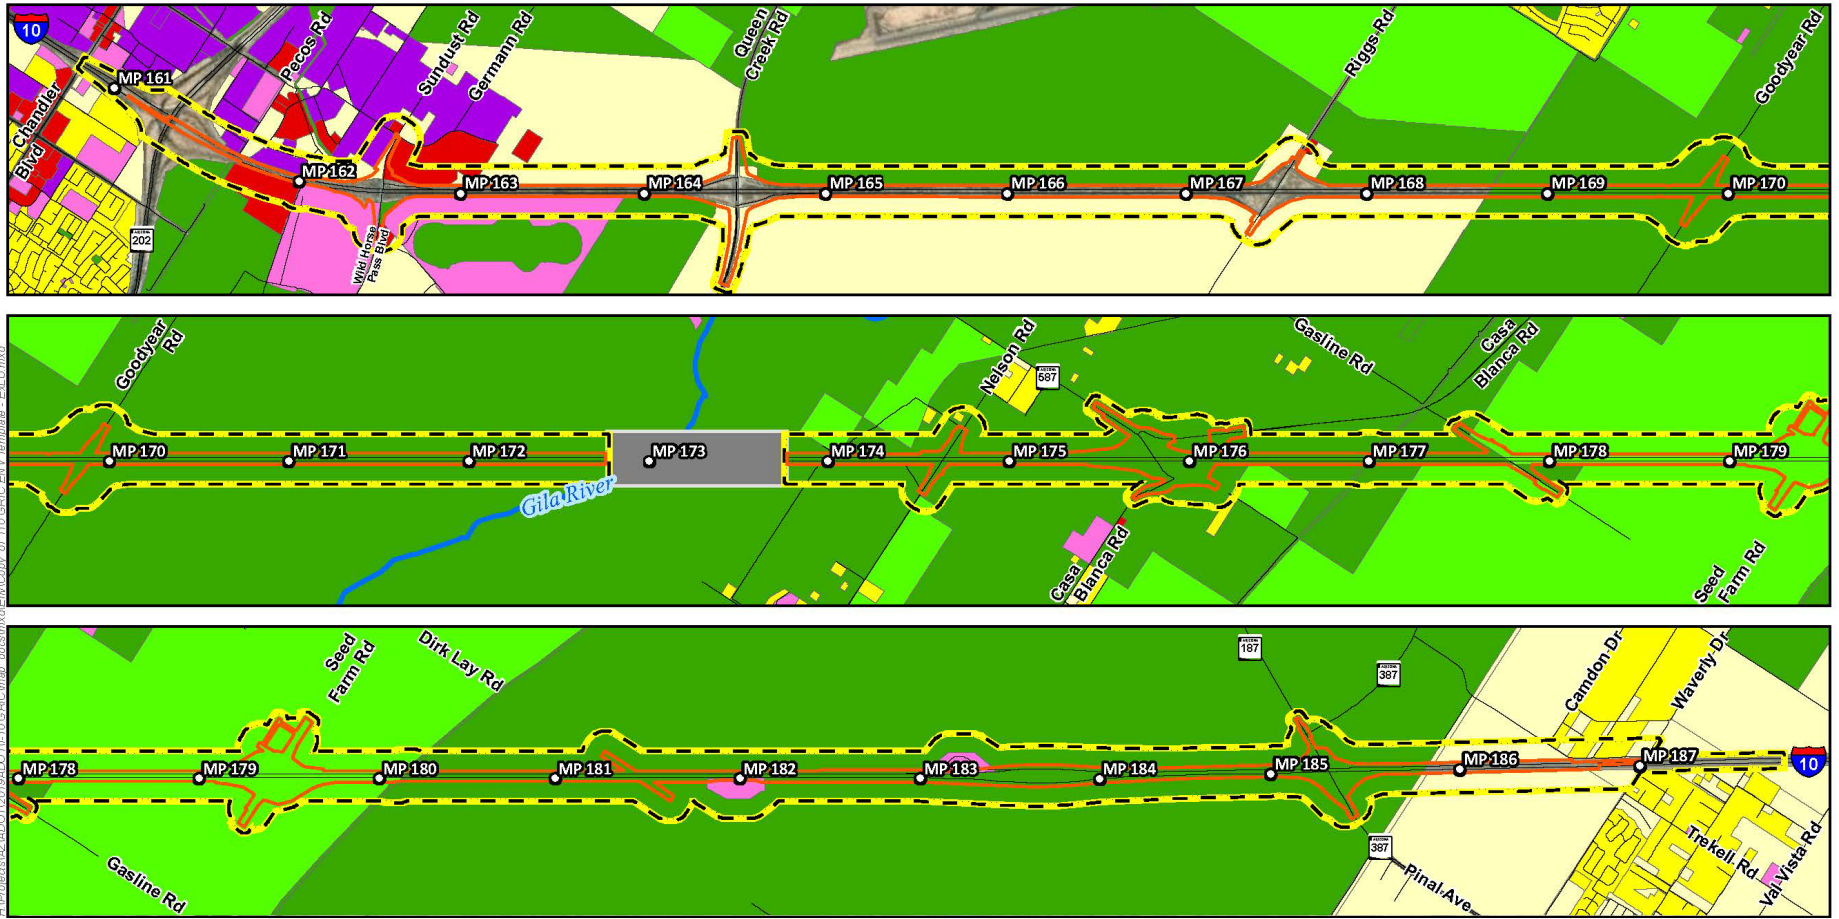 10
Chandler
Blvd
MP 161
ARIZONA
202
Pecos Rd
Sundust Rd
Germann Rd
MP 162
Wild Horse
Pass Blvd
MP 163
MP 164
Queen
Creek Rd
MP 165
MP 166
MP 167
Riggs Rd
MP 168
MP 169
Goodyear Rd
MP 170
Goodyear
Rd
MP 170
MP 171
MP 172
Gila River
MP 173
MP 174
Nelson Rd
ARIZONA
587
MP 175
Casa
Blanca Rd
MP 176
Gasline Rd
MP 177
Casa
Blanca Rd
MP 178
MP 179
Seed
Farm Rd
MP 178
Gasline Rd
MP 179
Seed
Farm Rd
Dirk Lay Rd
MP 180
MP 181
MP 182
MP 183
MP 184
ARIZONA
187
ARIZONA
387
MP 185
ARIZONA
387
Pinal Ave
MP 186
Camdon Dr
Waverly Dr
MP 187
10
Trekell Rd
Val Vista Rd